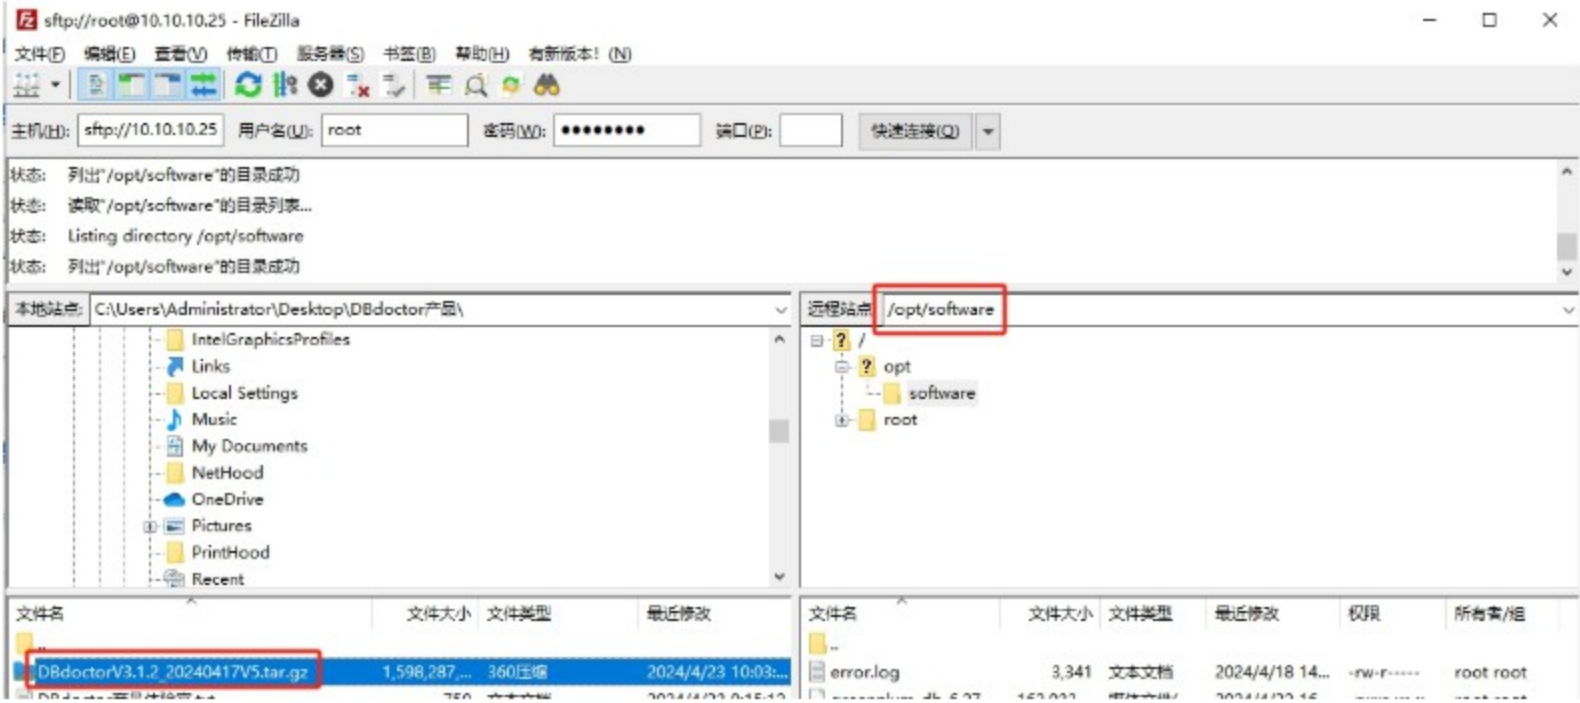 sftp://root@10.10.10.25 - FileZilla
文件(F) 编辑(E) 查看(V) 传输(T) 服务器(S) 书签(B) 帮助(H) 有新版本! (N)
主机(H): sftp://10.10.10.25 用户名(U): root 密码(W): ●●●●●●●● 端口(P): 快速连接(Q)
状态: 列出"/opt/software"的目录成功
状态: 读取"/opt/software"的目录列表...
状态: Listing directory /opt/software
状态: 列出"/opt/software"的目录成功
本地站点: C:\Users\Administrator\Desktop\DBdoctor产品\
IntelGraphicsProfiles
Links
Local Settings
Music
My Documents
NetHood
OneDrive
Pictures
PrintHood
Recent
远程站点 /opt/software
/
opt
software
root
文件名 文件大小 文件类型 最近修改
..
DBdoctorV3.1.2_20240417V5.tar.gz 1,598,287,... 360压缩 2024/4/23 10:03:...
文件名 文件大小 文件类型 最近修改 权限 所有者/组
..
error.log 3,341 文本文档 2024/4/18 14... -rw-r----- root root